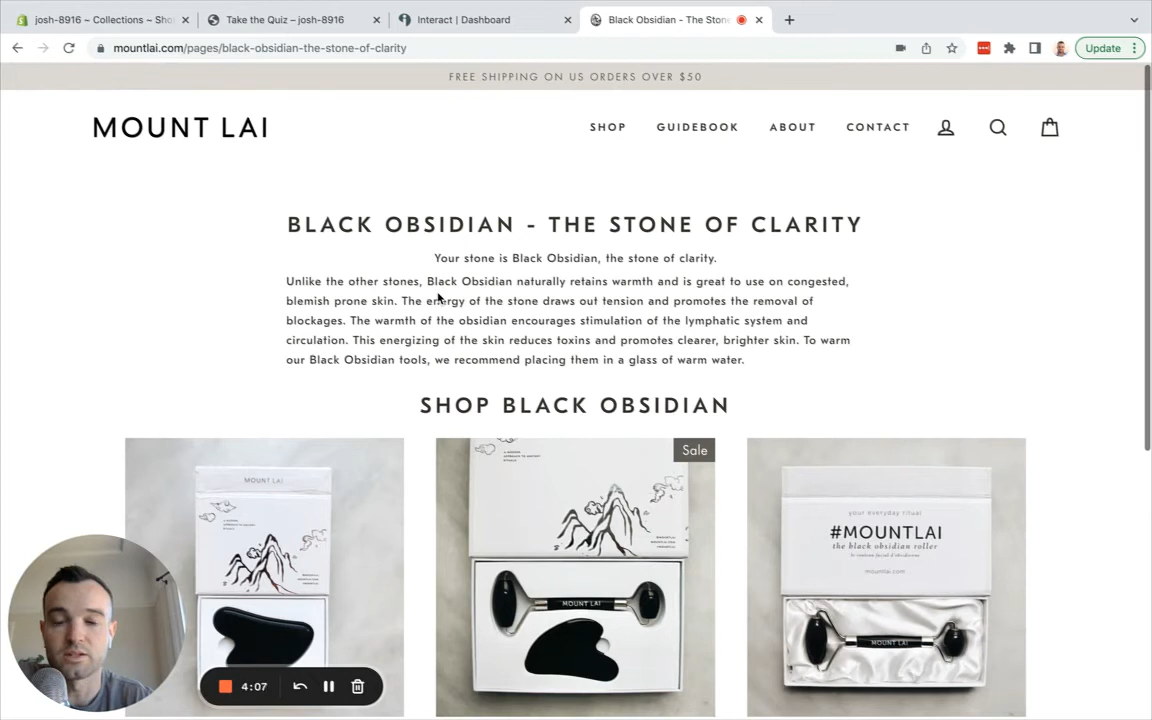 josh-8916 ~ Collections ~ Sho
Take the Quiz – josh-8916
Interact | Dashboard
Black Obsidian - The Stone
mountlai.com/pages/black-obsidian-the-stone-of-clarity
Update
FREE SHIPPING ON US ORDERS OVER $50
MOUNT LAI
SHOP
GUIDEBOOK
ABOUT
CONTACT
BLACK OBSIDIAN - THE STONE OF CLARITY
Your stone is Black Obsidian, the stone of clarity.
Unlike the other stones, Black Obsidian naturally retains warmth and is great to use on congested,
blemish prone skin. The energy of the stone draws out tension and promotes the removal of
blockages. The warmth of the obsidian encourages stimulation of the lymphatic system and
circulation. This energizing of the skin reduces toxins and promotes clearer, brighter skin. To warm
our Black Obsidian tools, we recommend placing them in a glass of warm water.
SHOP BLACK OBSIDIAN
MOUNT LAI
Sale
MOUNT LAI
your everyday ritual
#MOUNTLAI
the black obsidian roller
mountlai.com
MOUNT LAI
4:07